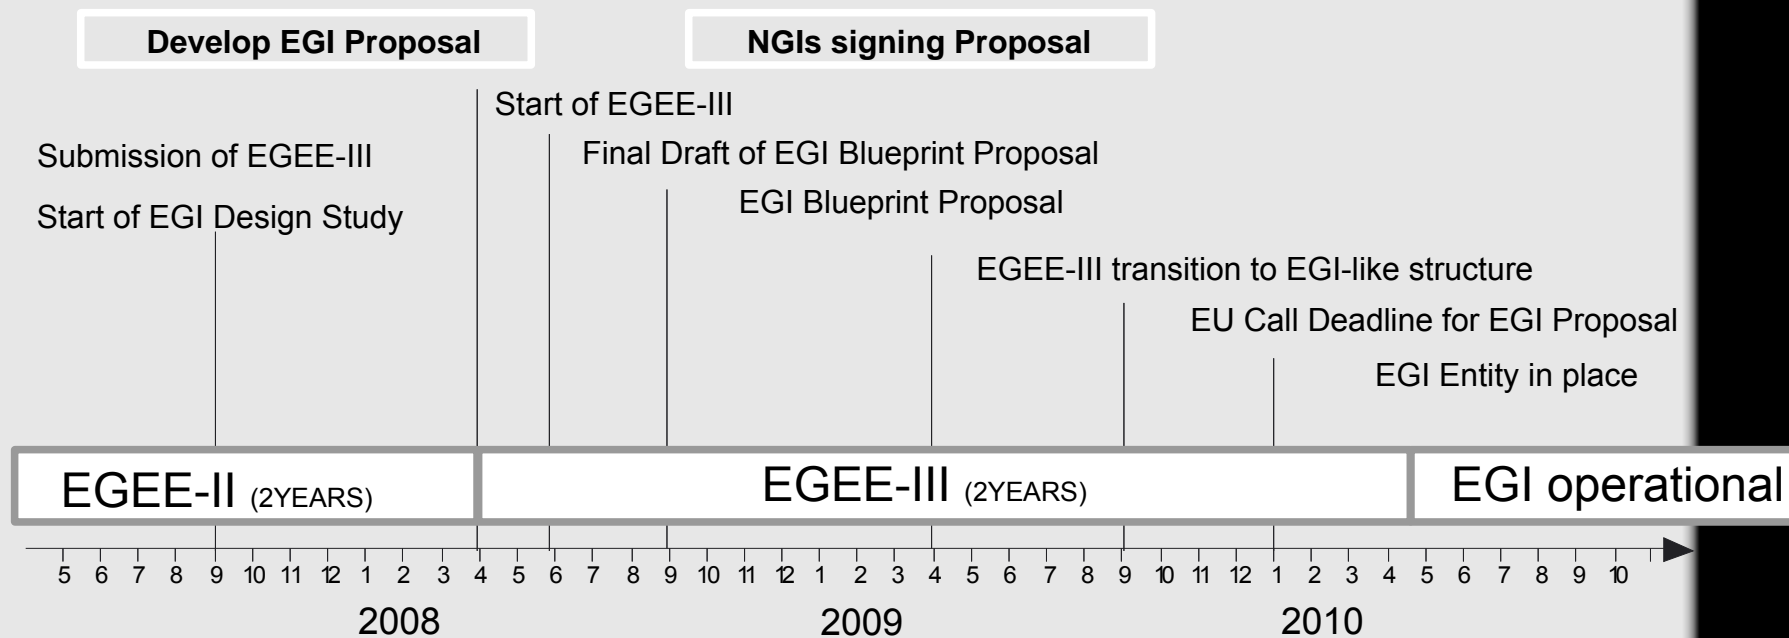 Develop EGI Proposal
NGIs signing Proposal
Start of EGEE-III
Submission of EGEE-III
Final Draft of EGI Blueprint Proposal
Start of EGI Design Study
EGI Blueprint Proposal
EGEE-III transition to EGI-like structure
EU Call Deadline for EGI Proposal
EGI Entity in place
EGEE-II (2YEARS)
EGEE-III (2YEARS)
EGI operational
5 6 7 8 9 10 11 12 1 2 3 4 5 6 7 8 9 10 11 12 1 2 3 4 5 6 7 8 9 10 11 12 1 2 3 4 5 6 7 8 9 10
2008 2009 2010